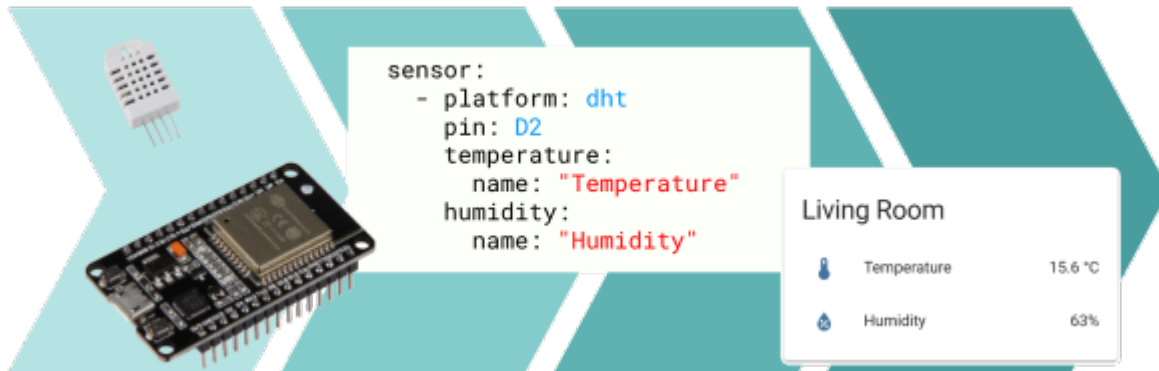 sensor:
  - platform: dht
    pin: D2
    temperature:
      name: "Temperature"
    humidity:
      name: "Humidity"
Living Room
Temperature 15.6 °C
Humidity 63%